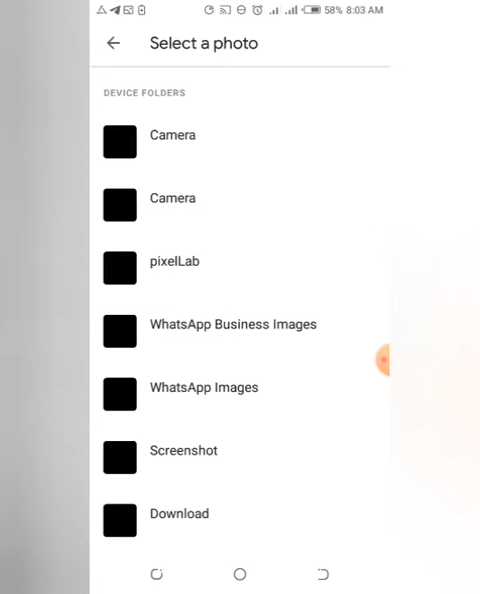 58% 8:03 AM
Select a photo
DEVICE FOLDERS
Camera
Camera
pixelLab
WhatsApp Business Images
WhatsApp Images
Screenshot
Download